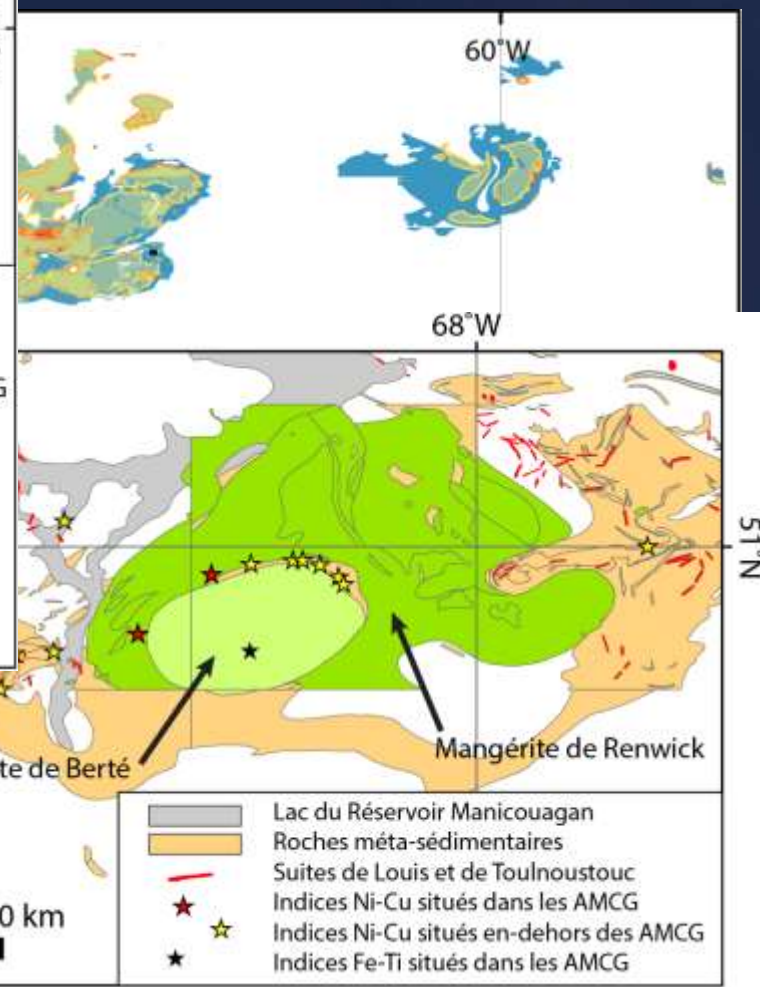 60°W
68°W
51°N
te de Berté
Mangérite de Renwick
Lac du Réservoir Manicouagan
Roches méta-sédimentaires
Suites de Louis et de Toulnoustouc
Indices Ni-Cu situés dans les AMCG
0 km
Indices Ni-Cu situés en-dehors des AMCG
Indices Fe-Ti situés dans les AMCG